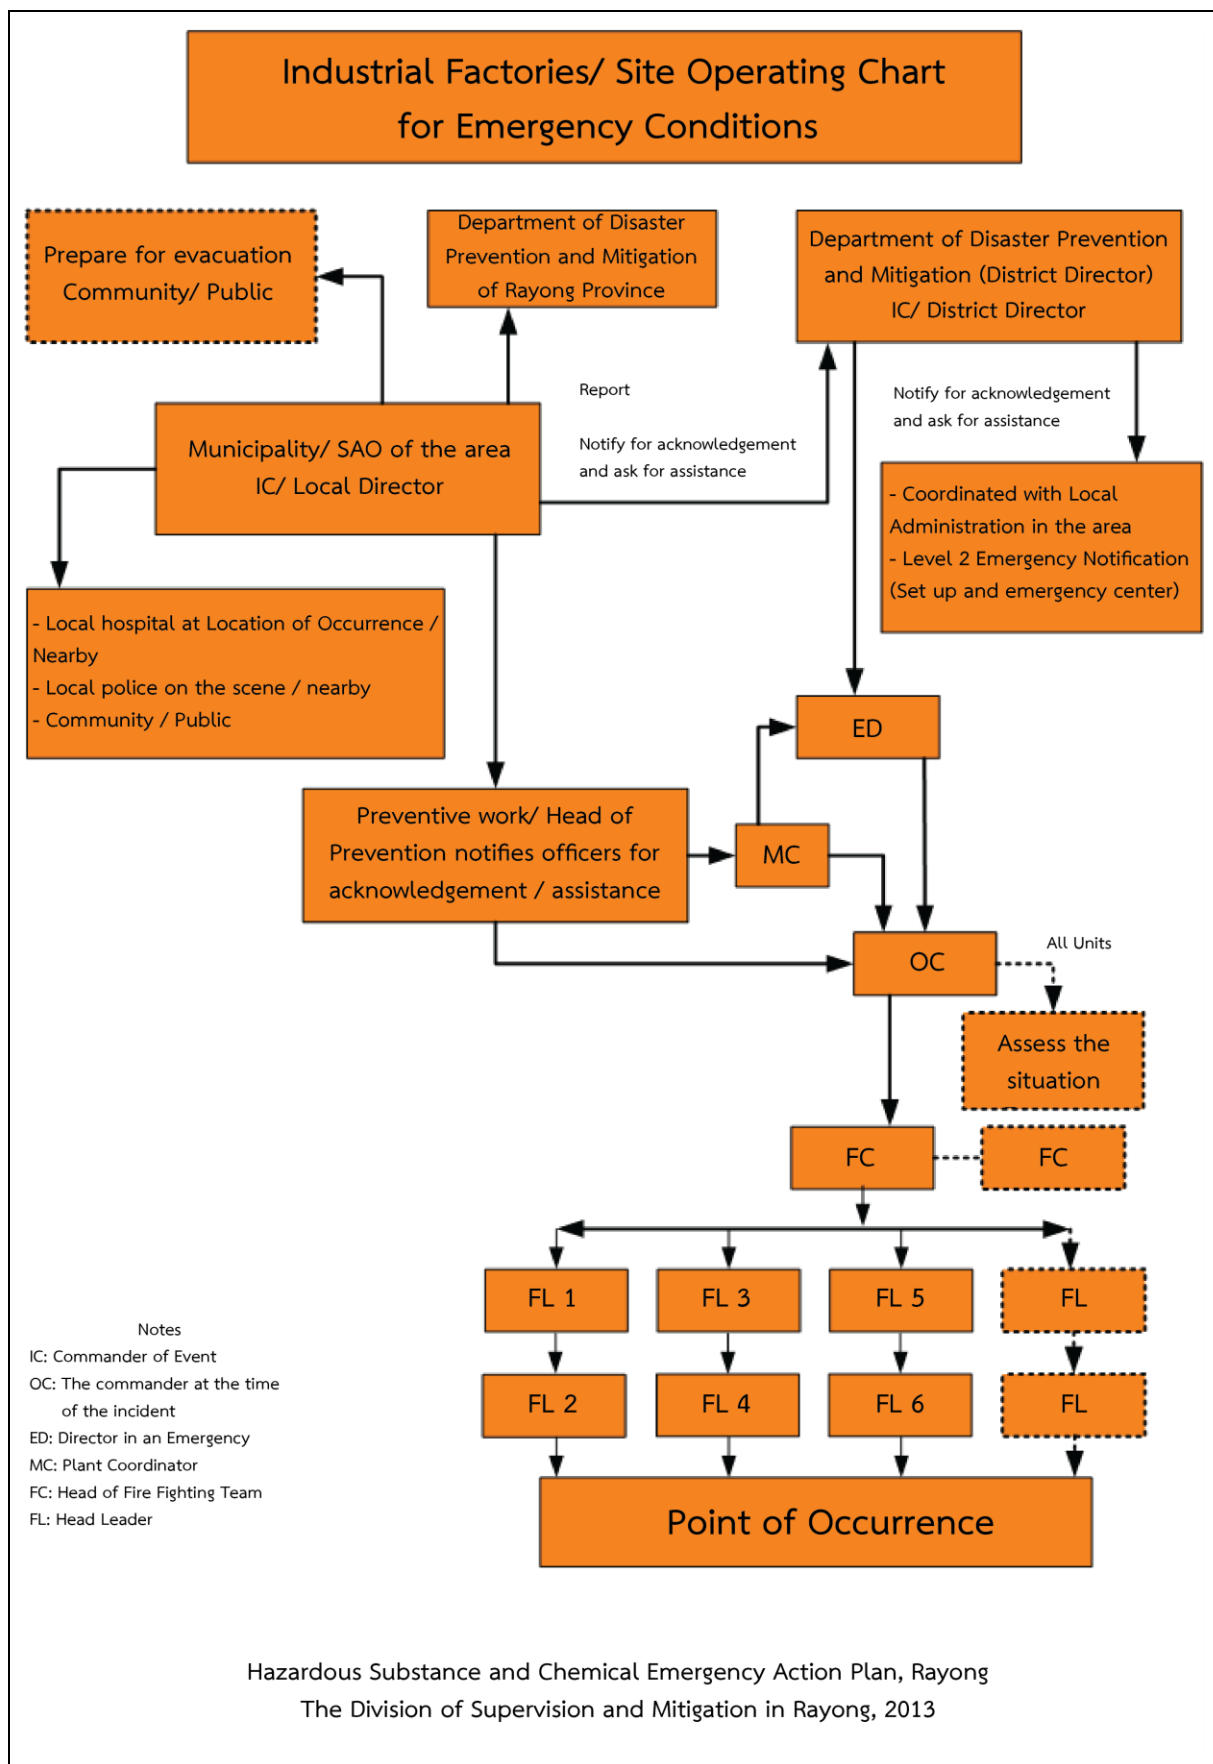 Industrial Factories/ Site Operating Chart
for Emergency Conditions
Prepare for evacuation
Community/ Public
Department of Disaster
Prevention and Mitigation
of Rayong Province
Department of Disaster Prevention
and Mitigation (District Director)
IC/ District Director
Report
Notify for acknowledgement
and ask for assistance
Notify for acknowledgement
and ask for assistance
Municipality/ SAO of the area
IC/ Local Director
- Coordinated with Local
Administration in the area
- Level 2 Emergency Notification
(Set up and emergency center)
- Local hospital at Location of Occurrence /
Nearby
- Local police on the scene / nearby
- Community / Public
ED
Preventive work/ Head of
Prevention notifies officers for
acknowledgement / assistance
MC
OC
All Units
Assess the
situation
FC
FC
FL 1
FL 3
FL 5
FL
FL 2
FL 4
FL 6
FL
Point of Occurrence
Notes
IC: Commander of Event
OC: The commander at the time
of the incident
ED: Director in an Emergency
MC: Plant Coordinator
FC: Head of Fire Fighting Team
FL: Head Leader
Hazardous Substance and Chemical Emergency Action Plan, Rayong
The Division of Supervision and Mitigation in Rayong, 2013